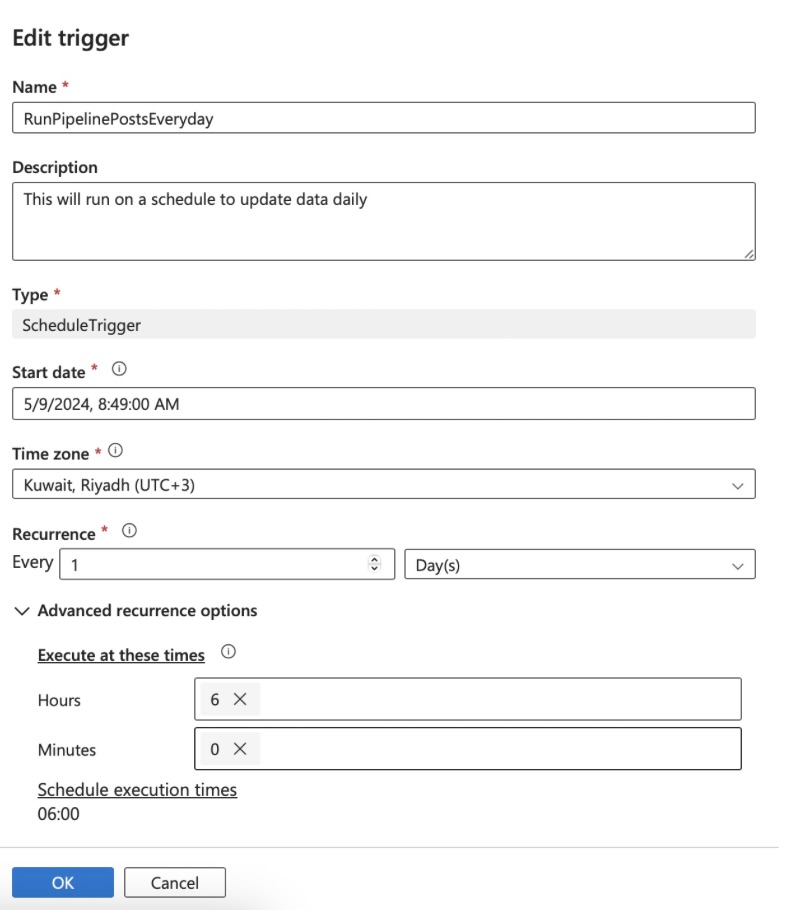 Edit trigger
Name *
RunPipelinePostsEveryday
Description
This will run on a schedule to update data daily
Type *
ScheduleTrigger
Start date *
5/9/2024, 8:49:00 AM
Time zone *
Kuwait, Riyadh (UTC+3)
Recurrence *
Every 1 Day(s)
Advanced recurrence options
Execute at these times
Hours 6
Minutes 0
Schedule execution times
06:00
OK Cancel